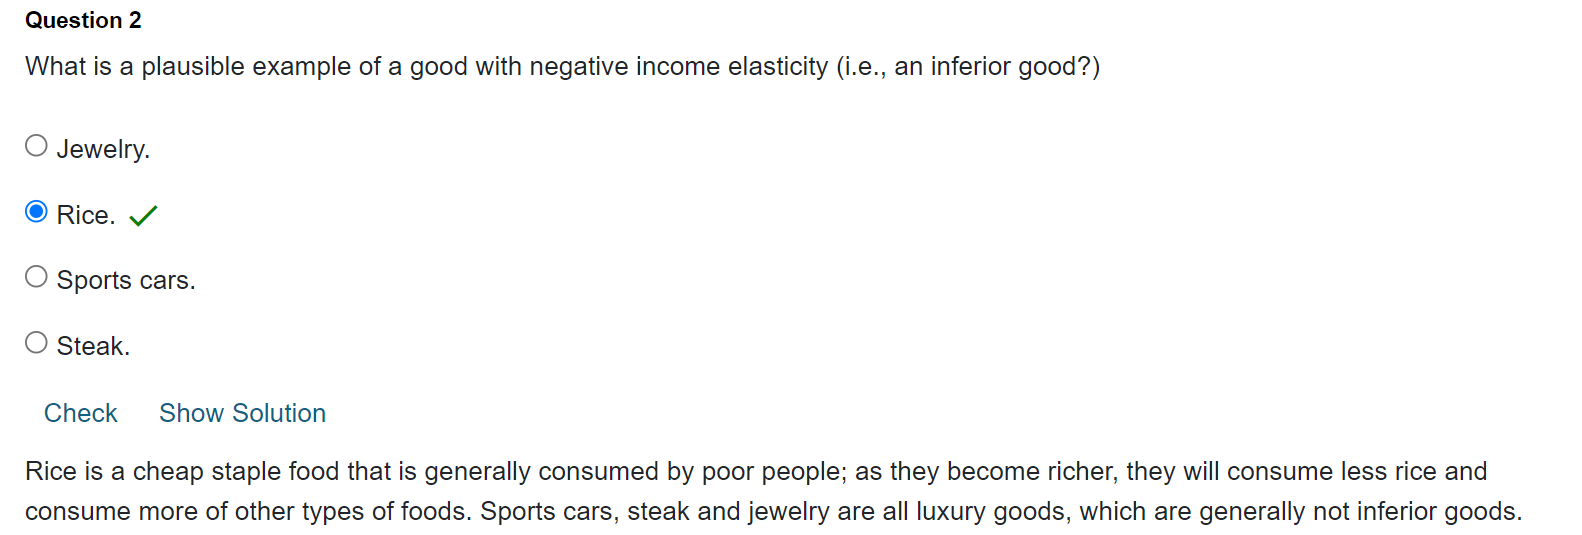 Question 2
What is a plausible example of a good with negative income elasticity (i.e., an inferior good?)
Jewelry.
Rice.
Sports cars.
Steak.
Check Show Solution
Rice is a cheap staple food that is generally consumed by poor people; as they become richer, they will consume less rice and
consume more of other types of foods. Sports cars, steak and jewelry are all luxury goods, which are generally not inferior goods.